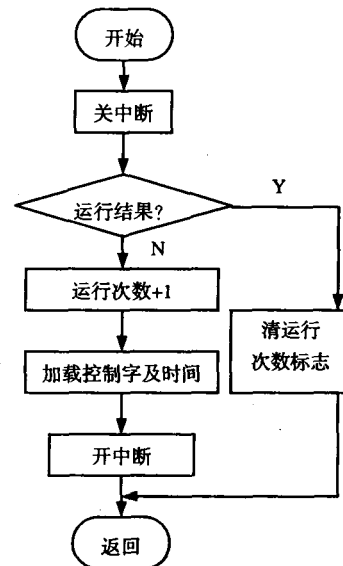 开始
关中断
运行结果?
Y
N
运行次数+1
清运行
次数标志
加载控制字及时间
开中断
返回